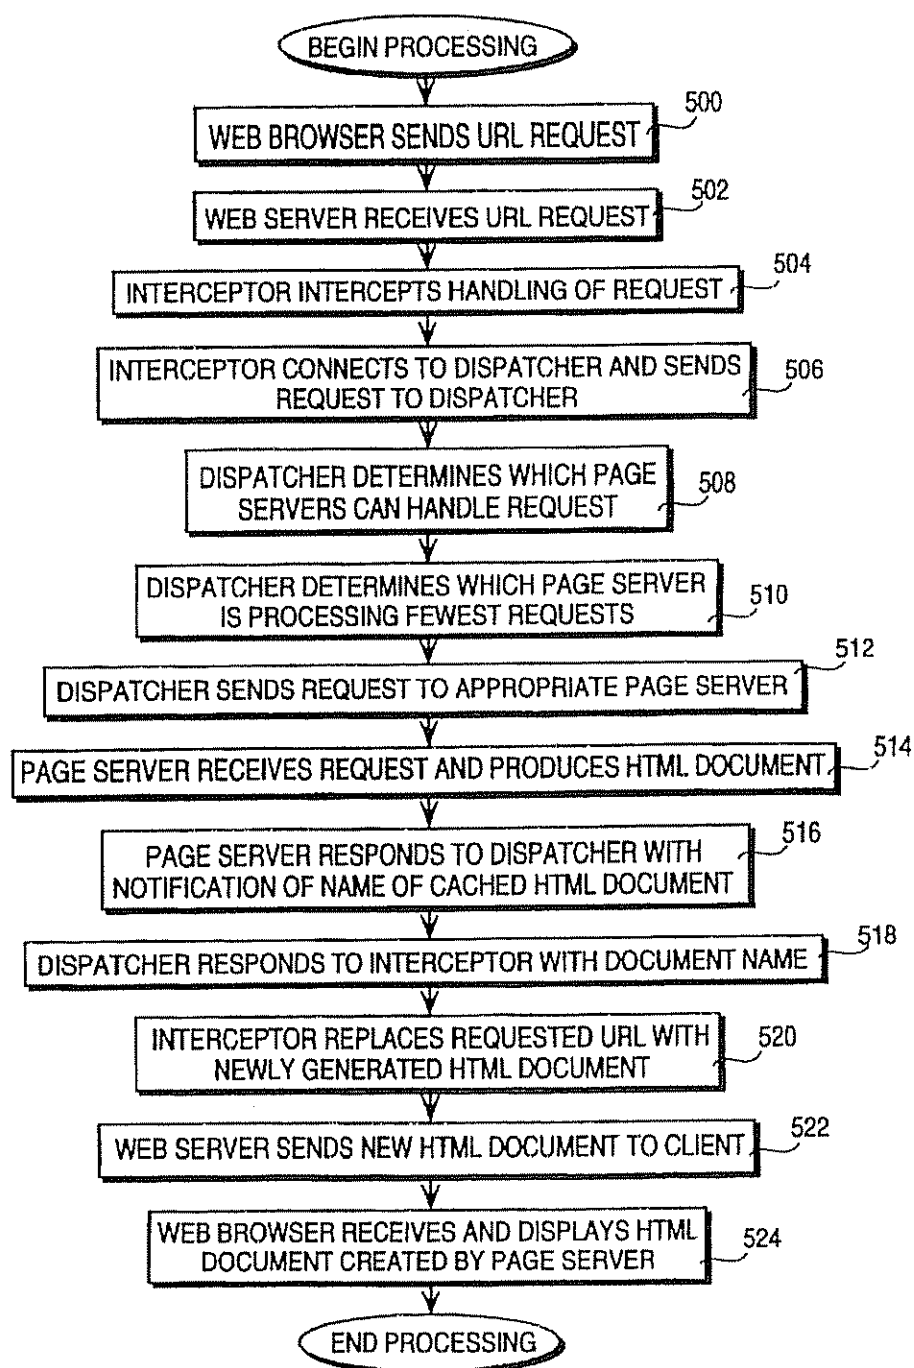 BEGIN PROCESSING
500
WEB BROWSER SENDS URL REQUEST
502
WEB SERVER RECEIVES URL REQUEST
504
INTERCEPTOR INTERCEPTS HANDLING OF REQUEST
INTERCEPTOR CONNECTS TO DISPATCHER AND SENDS
REQUEST TO DISPATCHER
506
DISPATCHER DETERMINES WHICH PAGE
SERVERS CAN HANDLE REQUEST
508
DISPATCHER DETERMINES WHICH PAGE SERVER
IS PROCESSING FEWEST REQUESTS
510
512
DISPATCHER SENDS REQUEST TO APPROPRIATE PAGE SERVER
514
PAGE SERVER RECEIVES REQUEST AND PRODUCES HTML DOCUMENT
516
PAGE SERVER RESPONDS TO DISPATCHER WITH
NOTIFICATION OF NAME OF CACHED HTML DOCUMENT
518
DISPATCHER RESPONDS TO INTERCEPTOR WITH DOCUMENT NAME
INTERCEPTOR REPLACES REQUESTED URL WITH
NEWLY GENERATED HTML DOCUMENT
520
522
WEB SERVER SENDS NEW HTML DOCUMENT TO CLIENT
WEB BROWSER RECEIVES AND DISPLAYS HTML
DOCUMENT CREATED BY PAGE SERVER
524
END PROCESSING